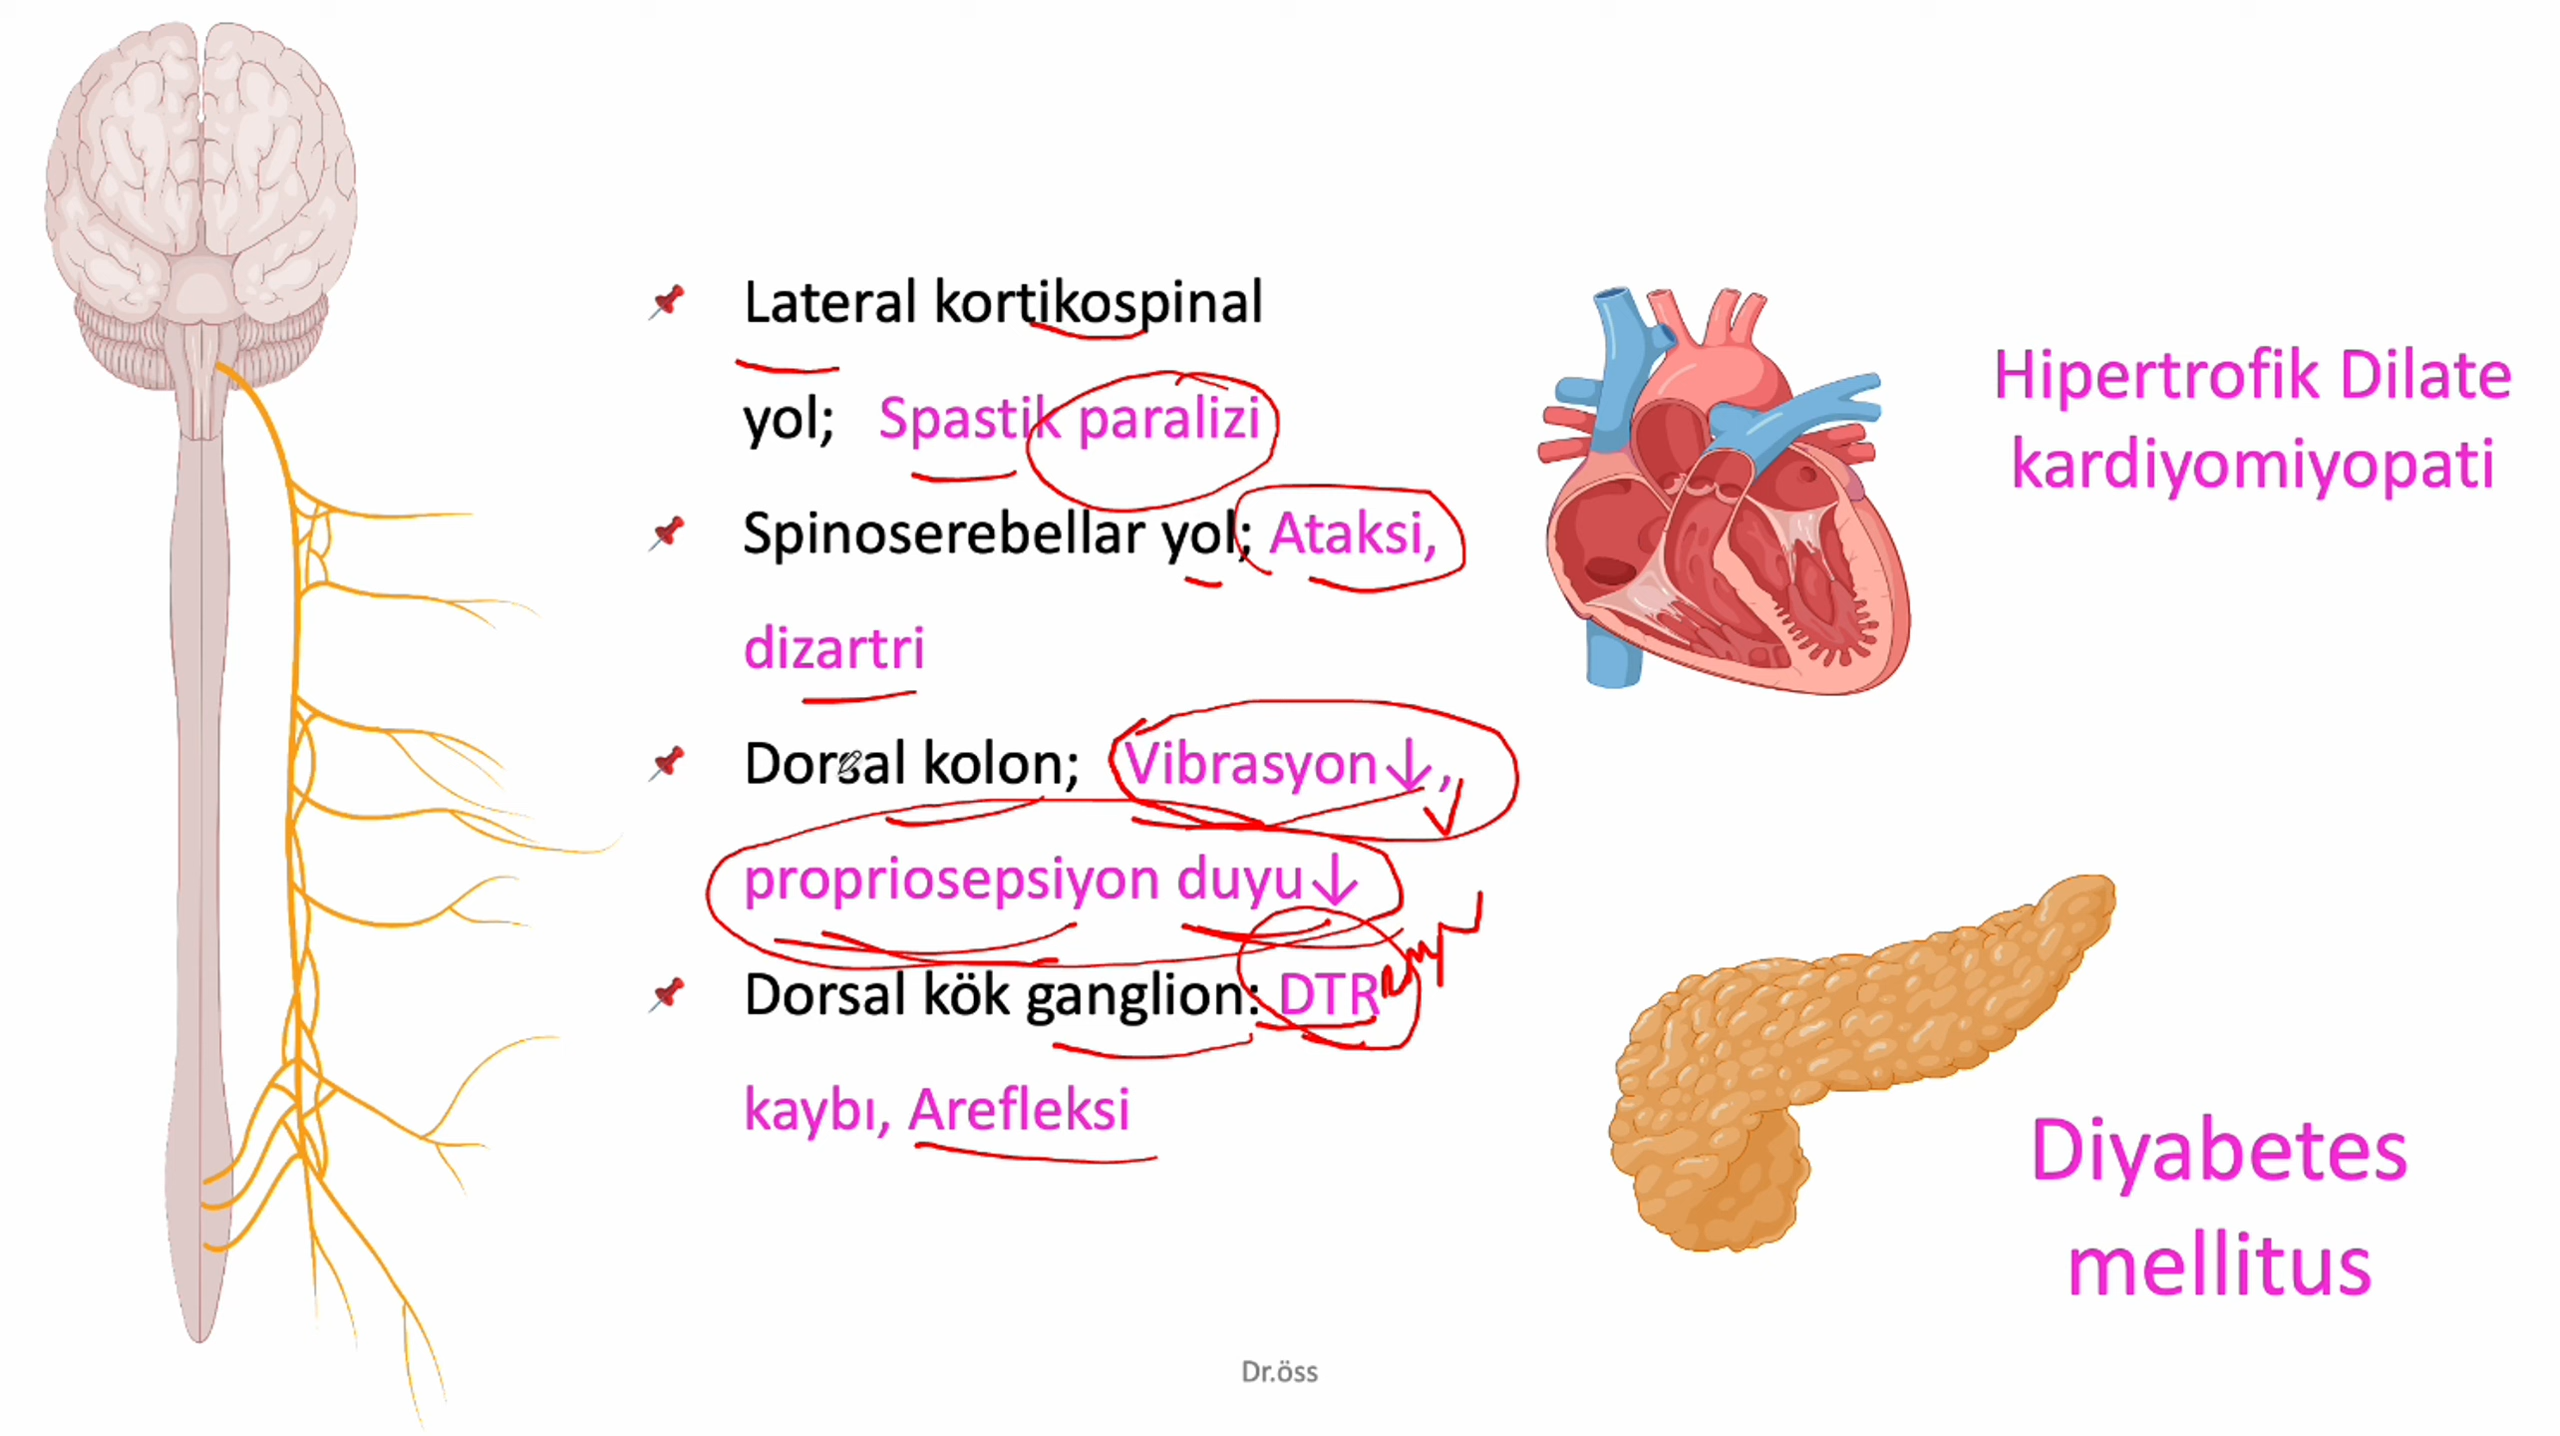 Lateral kortikospinal
yol; Spastik paralizi
Spinoserebellar yol; Ataksi,
dizartri
Dorsal kolon; Vibrasyon↓,
propriosepsiyon duyu↓
Dorsal kök ganglion: DTR
kaybı, Arefleksi
Hipertrofik Dilate
kardiyomiyopati
Diyabetes
mellitus
Dr.öss